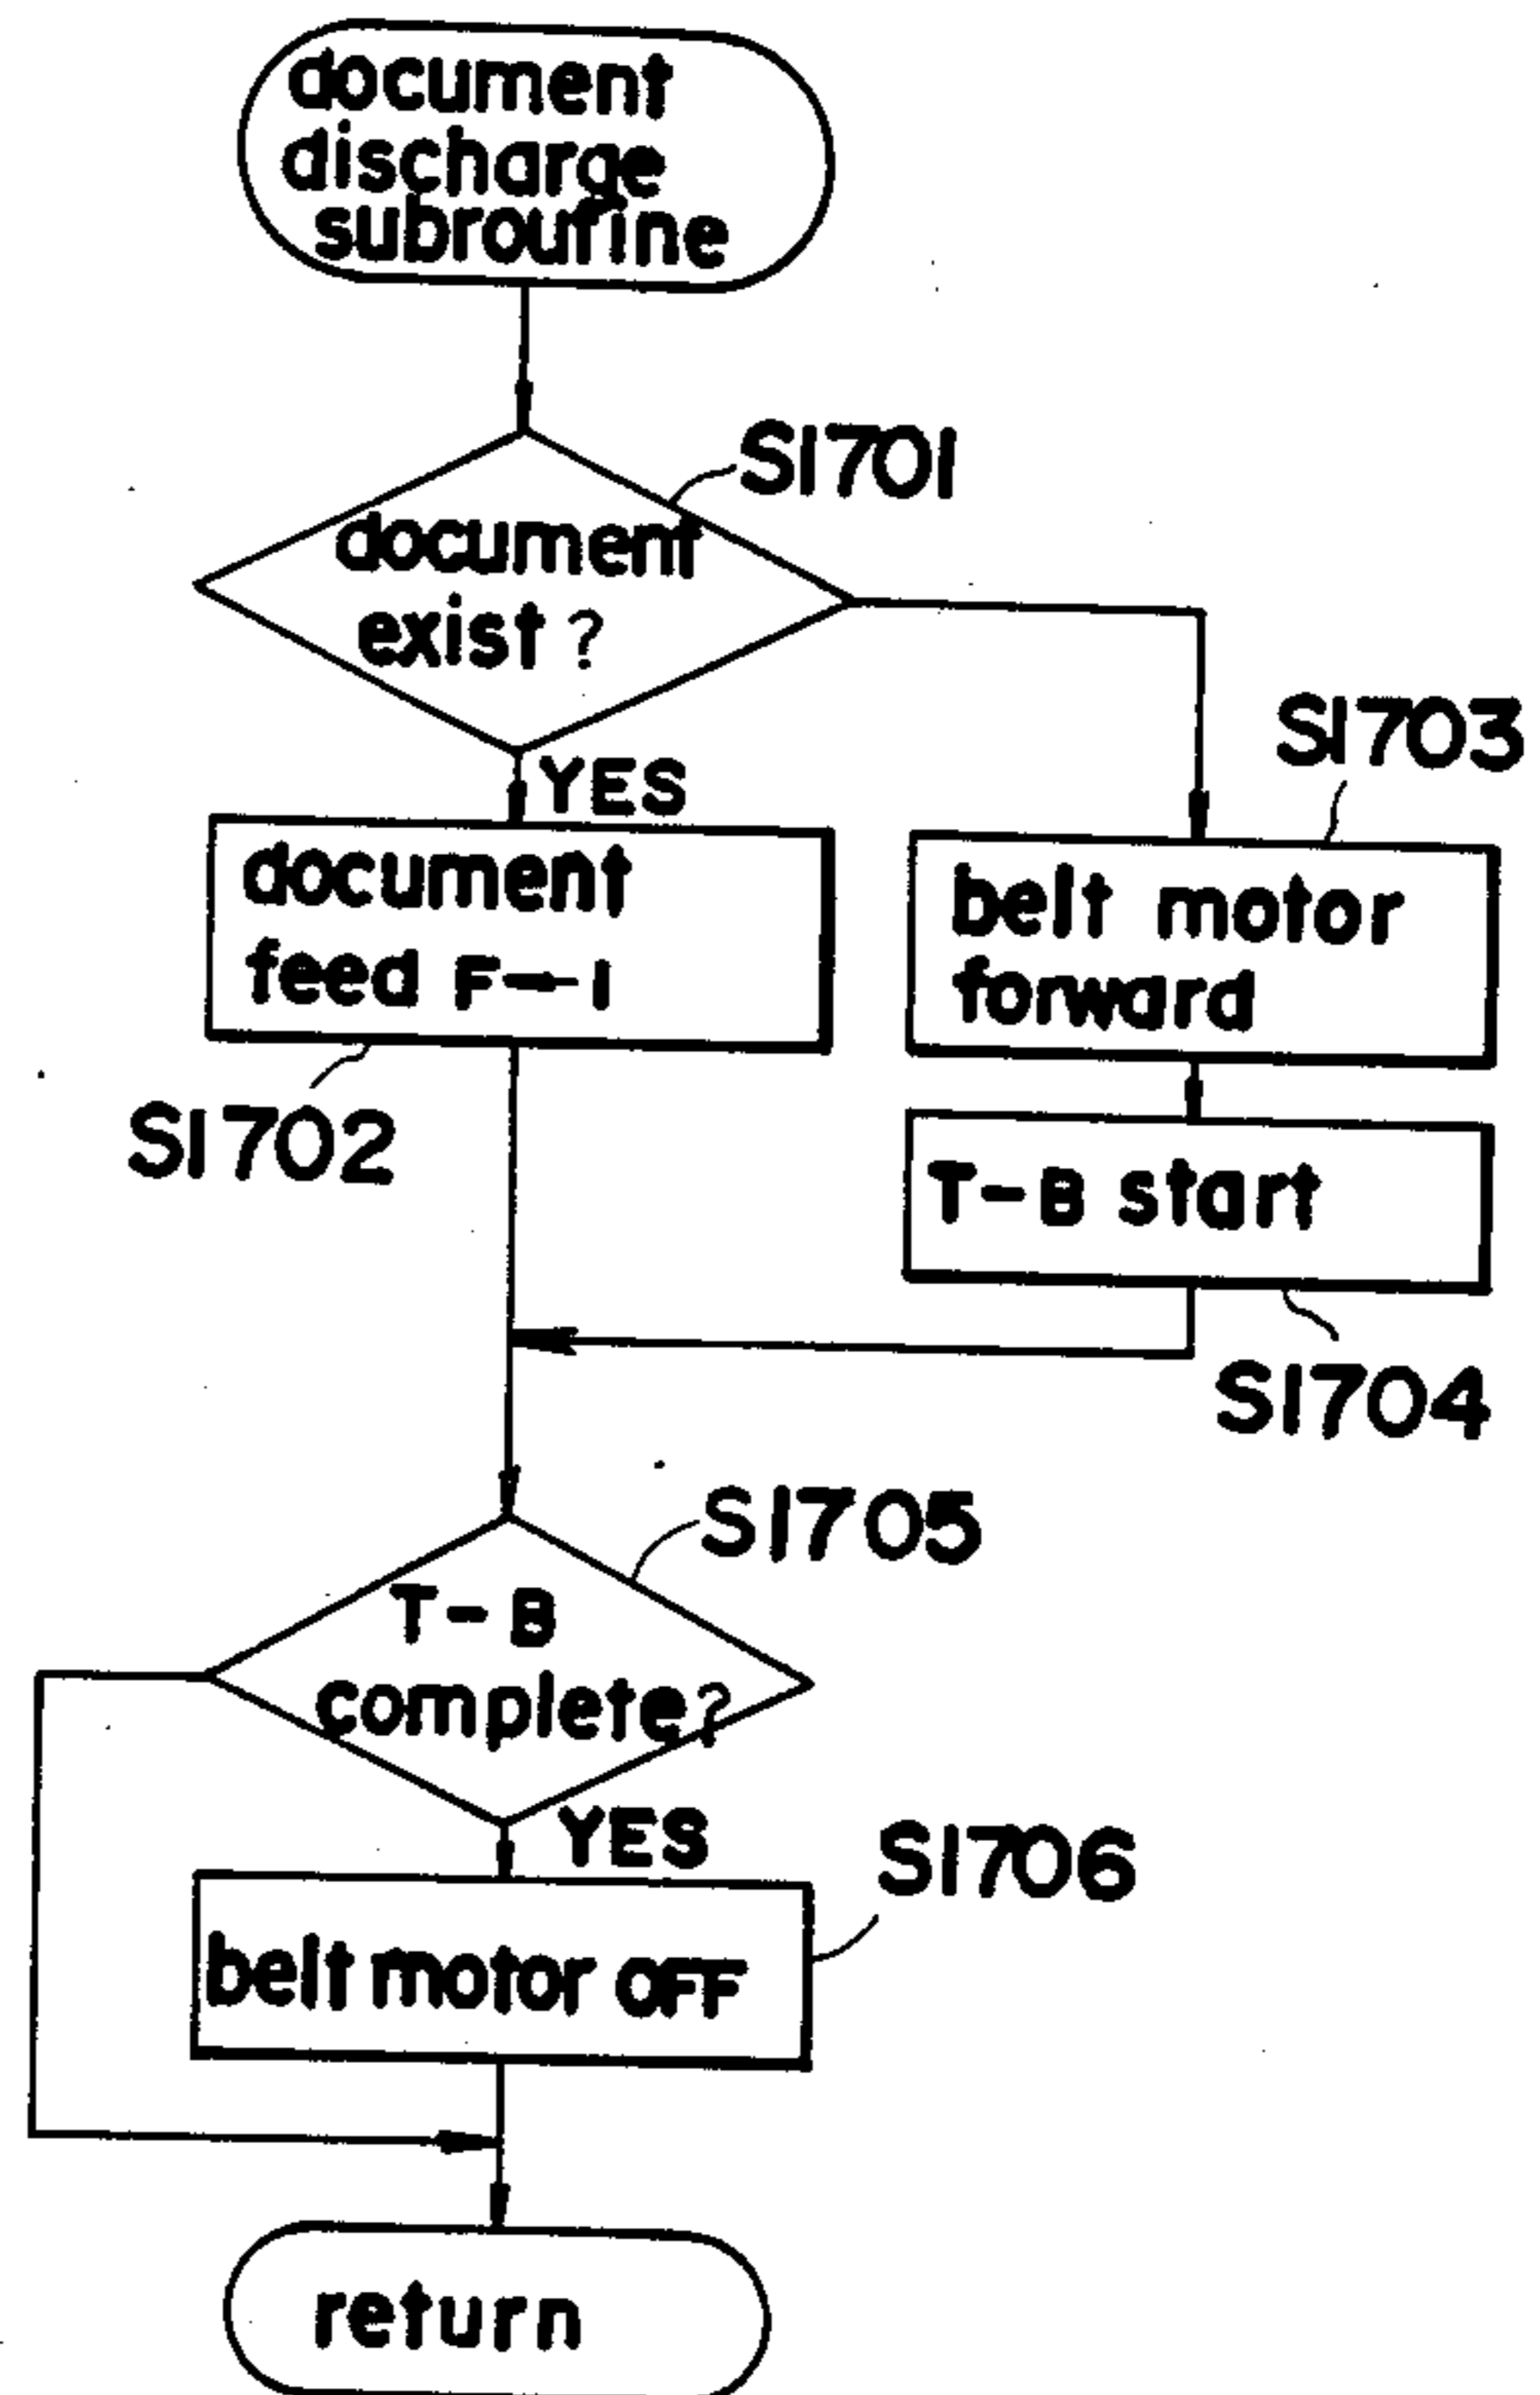 document
discharge
subroutine
S1701
document
exist?
YES
S1703
document
feed F-1
belt motor
forward
S1702
T-B start
S1704
S1705
T-B
complete?
YES
S1706
belt motor OFF
return